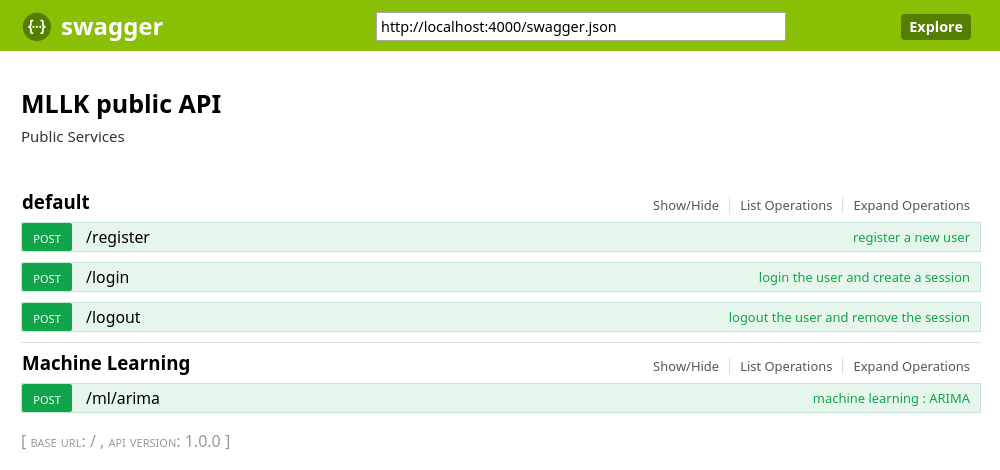 {···} swagger http://localhost:4000/swagger.json Explore
MLLK public API
Public Services
default Show/Hide List Operations Expand Operations
POST /register register a new user
POST /login login the user and create a session
POST /logout logout the user and remove the session
Machine Learning Show/Hide List Operations Expand Operations
POST /ml/arima machine learning : ARIMA
[ BASE URL: / , API VERSION: 1.0.0 ]